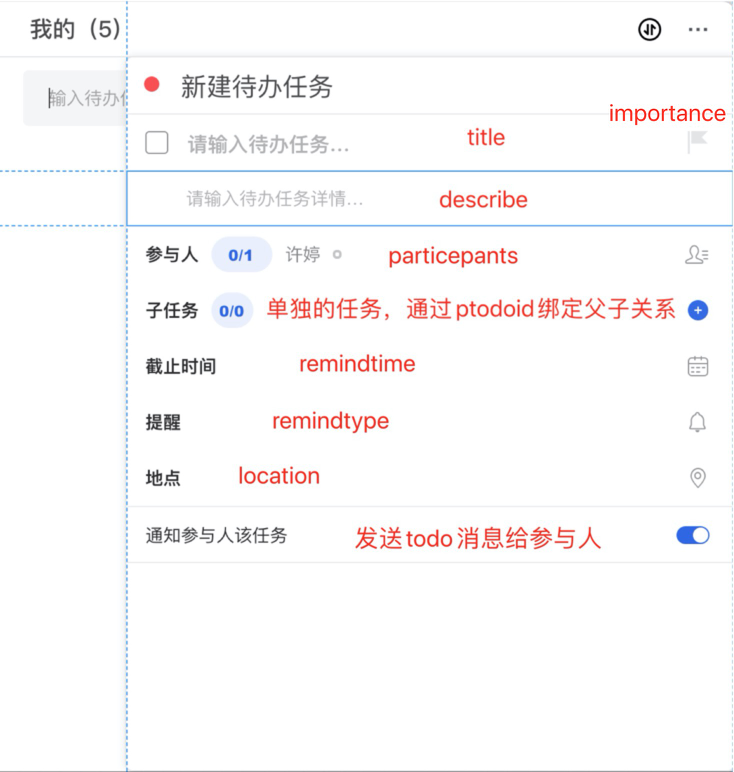 我的（5）
输入待办
新建待办任务
importance
请输入待办任务... title
请输入待办任务详情... describe
参与人 0/1 许婷 particepants
子任务 0/0 单独的任务，通过ptodoid绑定父子关系
截止时间 remindtime
提醒 remindtype
地点 location
通知参与人该任务 发送todo消息给参与人